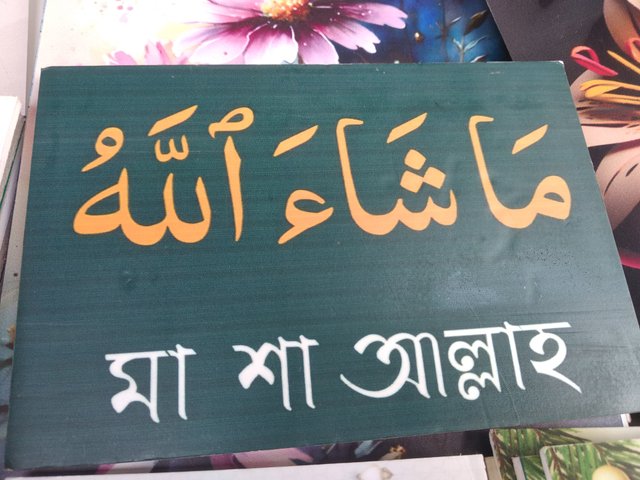 مَا شَاءَ ٱللَّهُ
মা শা আল্লাহ